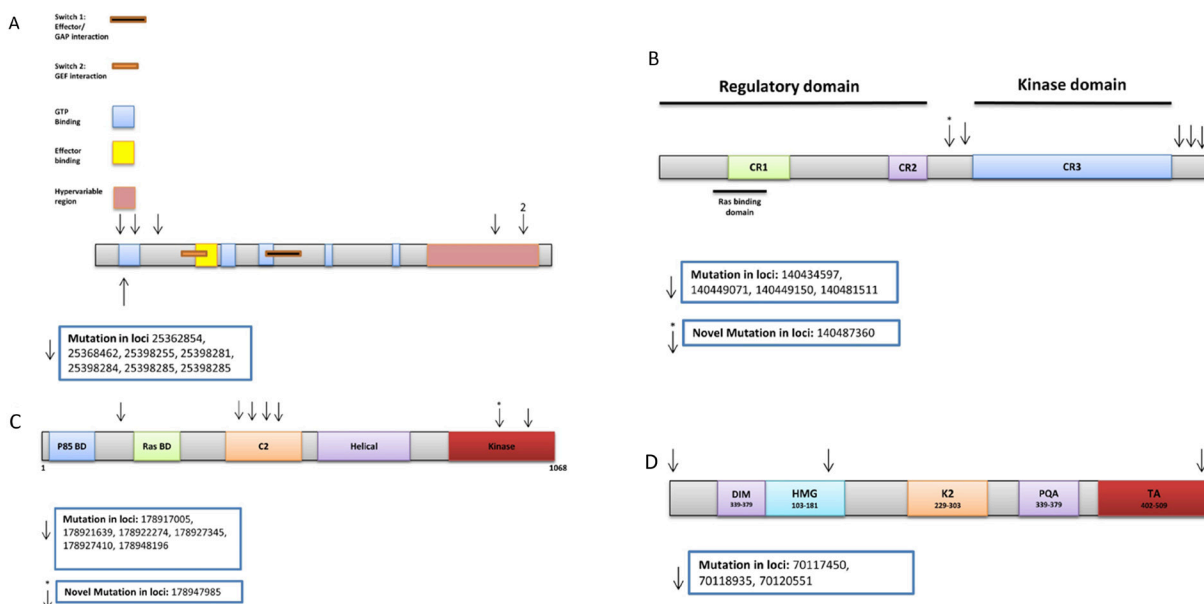 A
Switch 1:
Effector/
GAP interaction
Switch 2:
GEF interaction
GTP
Binding
Effector
binding
Hypervariable
region
2
Mutation in loci 25362854,
25368462, 25398255, 25398281,
25398284, 25398285, 25398285
B
Regulatory domain
Kinase domain
*
CR1
CR2
CR3
Ras binding
domain
Mutation in loci: 140434597,
140449071, 140449150, 140481511
*
Novel Mutation in loci: 140487360
C
*
P85 BD
Ras BD
C2
Helical
Kinase
1
1068
Mutation in loci: 178917005,
178921639, 178922274, 178927345,
178927410, 178948196
*
Novel Mutation in loci: 178947985
D
DIM
339-379
HMG
103-181
K2
229-303
PQA
339-379
TA
402-509
Mutation in loci: 70117450,
70118935, 70120551